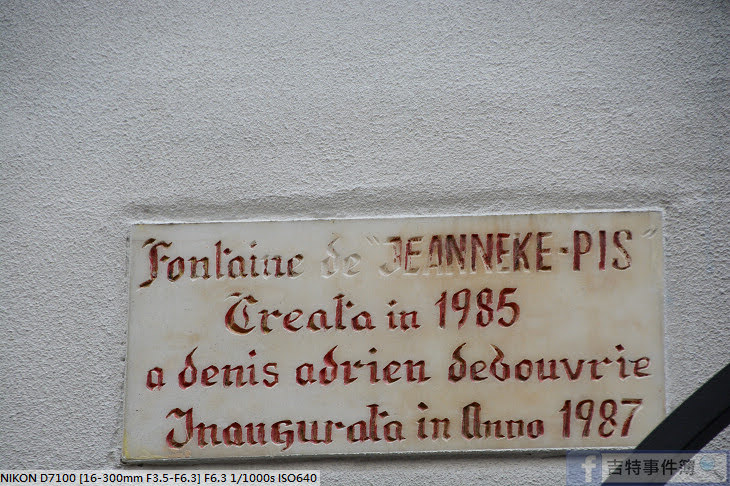 Fontaine de "JEANNEKE-PIS"
Creata in 1985
a denis adrien debouvrie
Inaugurata in Anno 1987
NIKON D7100 [16-300mm F3.5-F6.3] F6.3 1/1000s ISO640
f 吉特事件簿